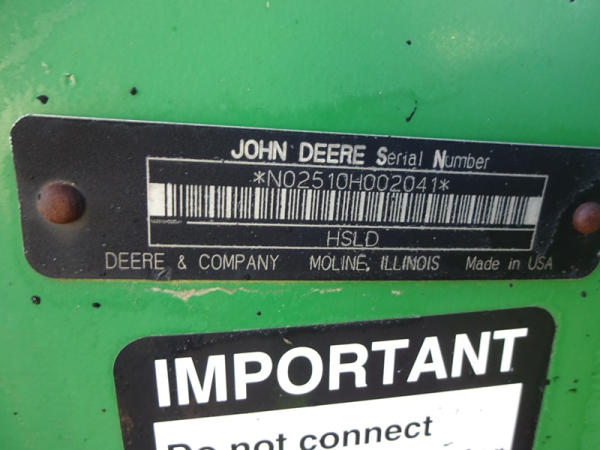 JOHN DEERE Serial Number
*N02510H002041*
HSLD
DEERE & COMPANY MOLINE, ILLINOIS Made in USA
IMPORTANT
Do not connect